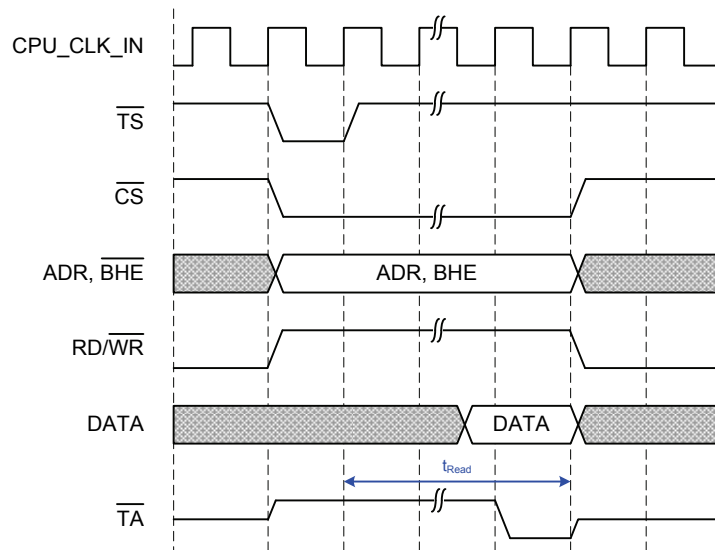 CPU_CLK_IN
TS
CS
ADR, BHE
ADR, BHE
RD/WR
DATA
DATA
tRead
TA